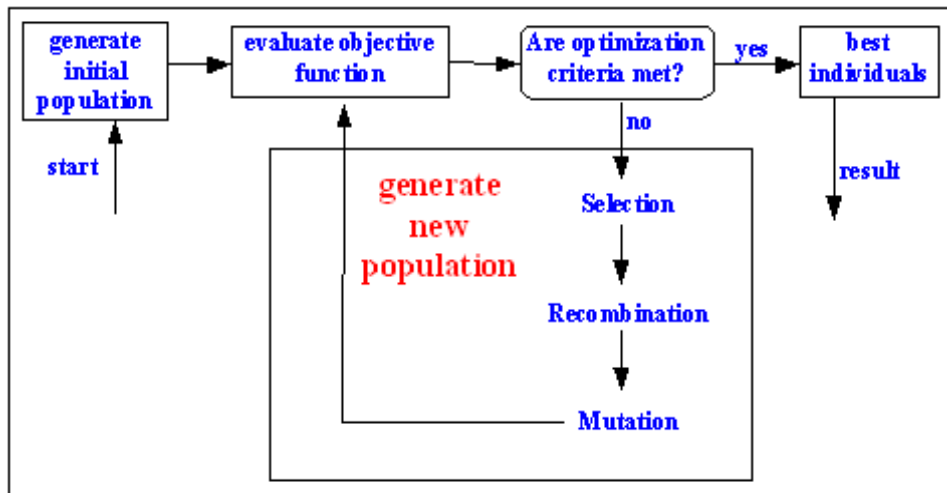 generate
initial
population
evaluate objective
function
Are optimization
criteria met?
yes
best
individuals
start
no
result
generate
new
population
Selection
Recombination
Mutation